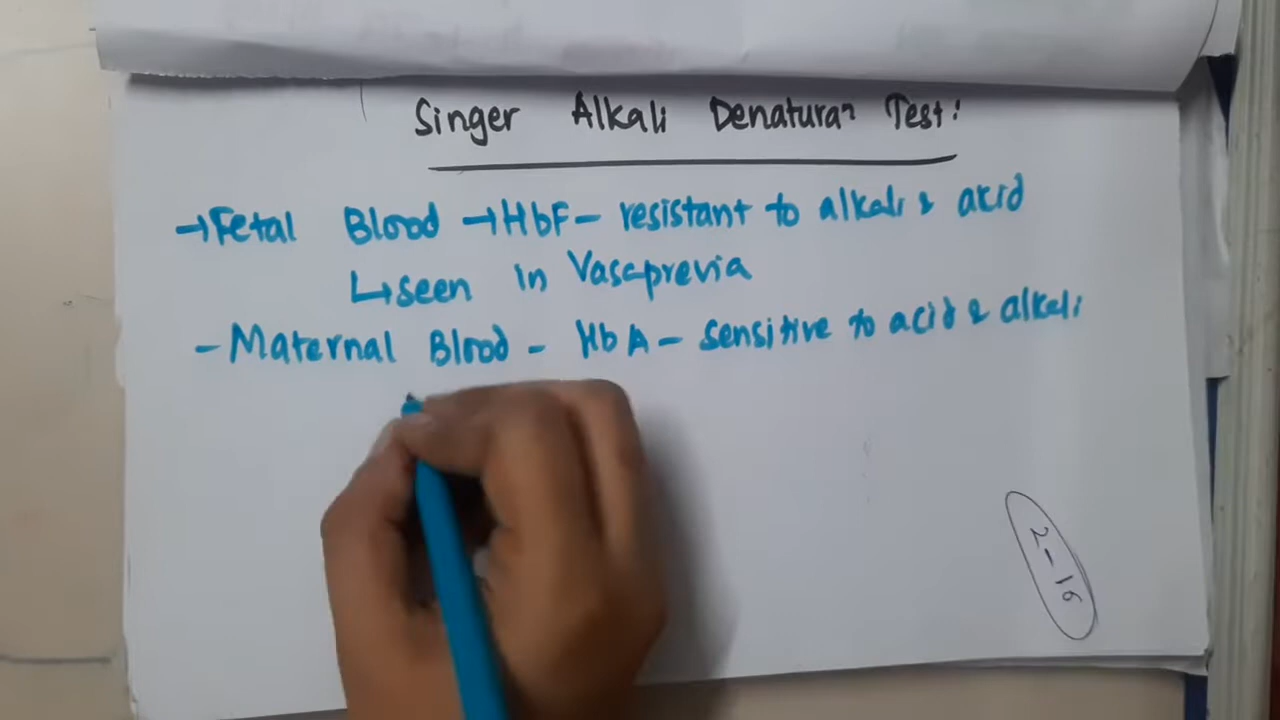 Singer Alkali Denaturan Test:
→Fetal Blood →HbF- resistant to alkali & acid
↳seen in Vasaprevia
- Maternal Blood - HbA - sensitive to acid & alkali
2-16